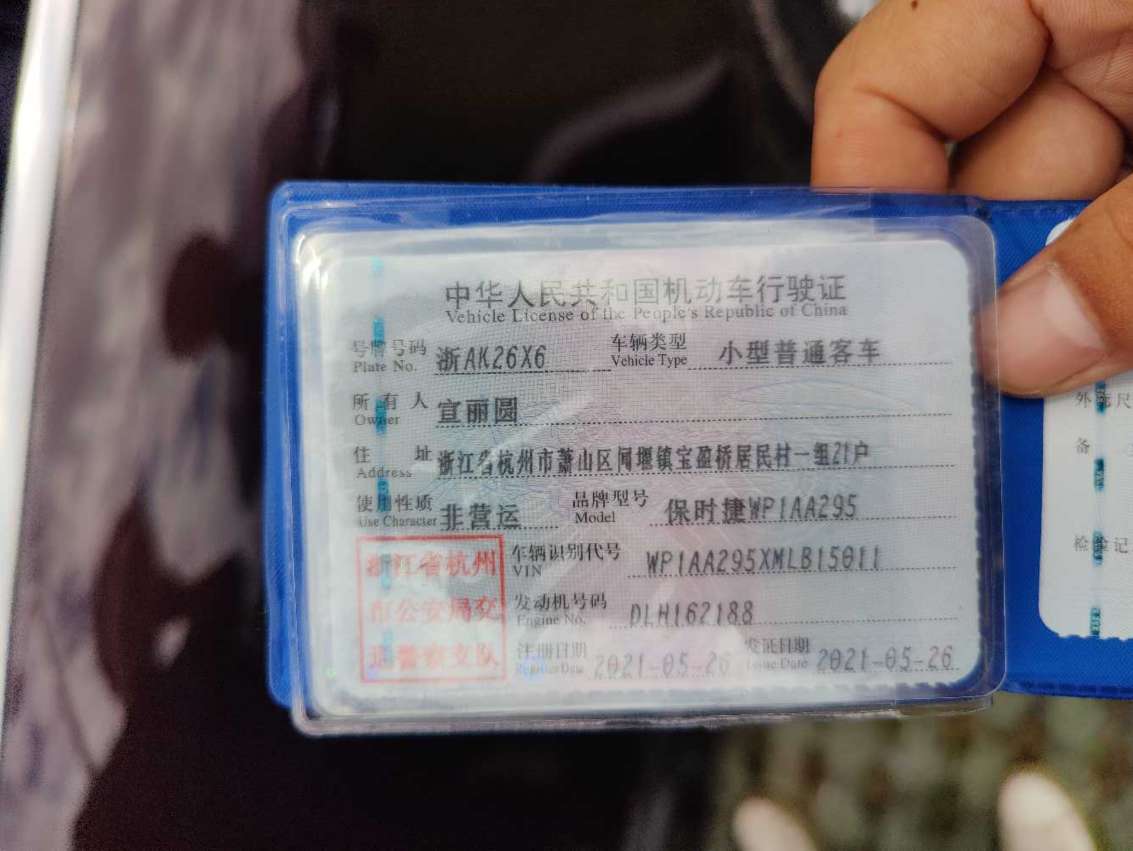 中华人民共和国机动车行驶证
Vehicle License of the People's Republic of China
号牌号码 浙AK26X6 车辆类型 小型普通客车
Plate No. Vehicle Type
所有人 宣丽圆
Owner
住址 浙江省杭州市萧山区闻堰镇宝盈桥居民村一组21户
Address
使用性质 非营运 品牌型号 保时捷WP1AA295
Use Character Model
浙江省杭州 车辆识别代号 WP1AA295XMLB15011
VIN
市公安局交 发动机号码 DLH162188
Engine No.
通警察支队 注册日期 2021-05-26 发证日期 2021-05-26
Register Date Issue Date
备
检验记